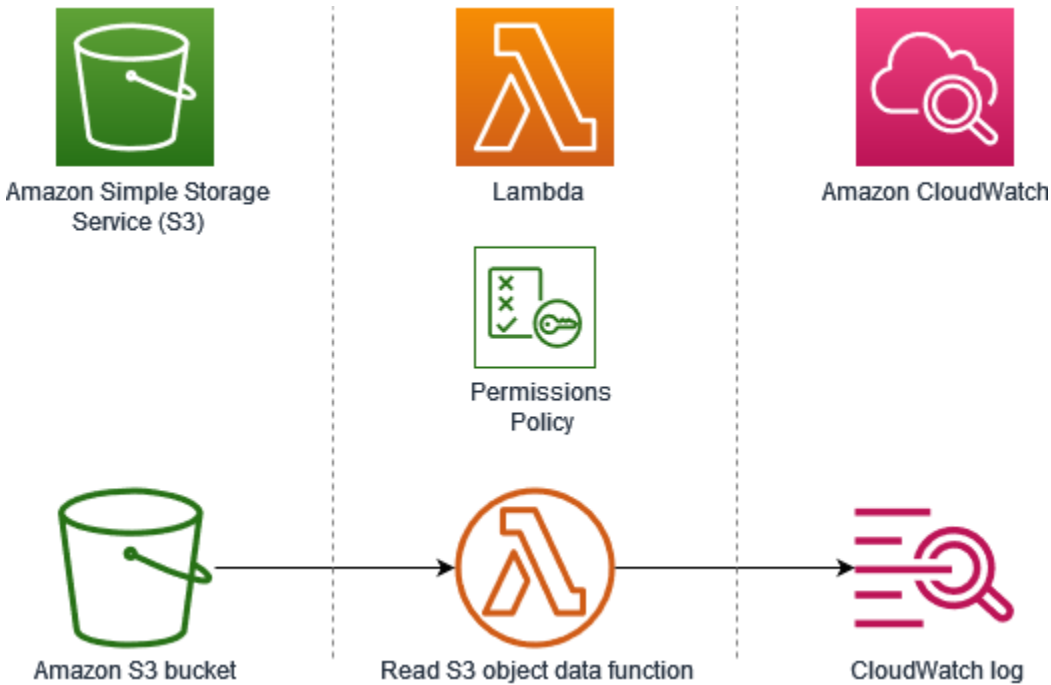 Amazon Simple Storage
Service (S3)
Lambda
Amazon CloudWatch
Permissions
Policy
Amazon S3 bucket
Read S3 object data function
CloudWatch log